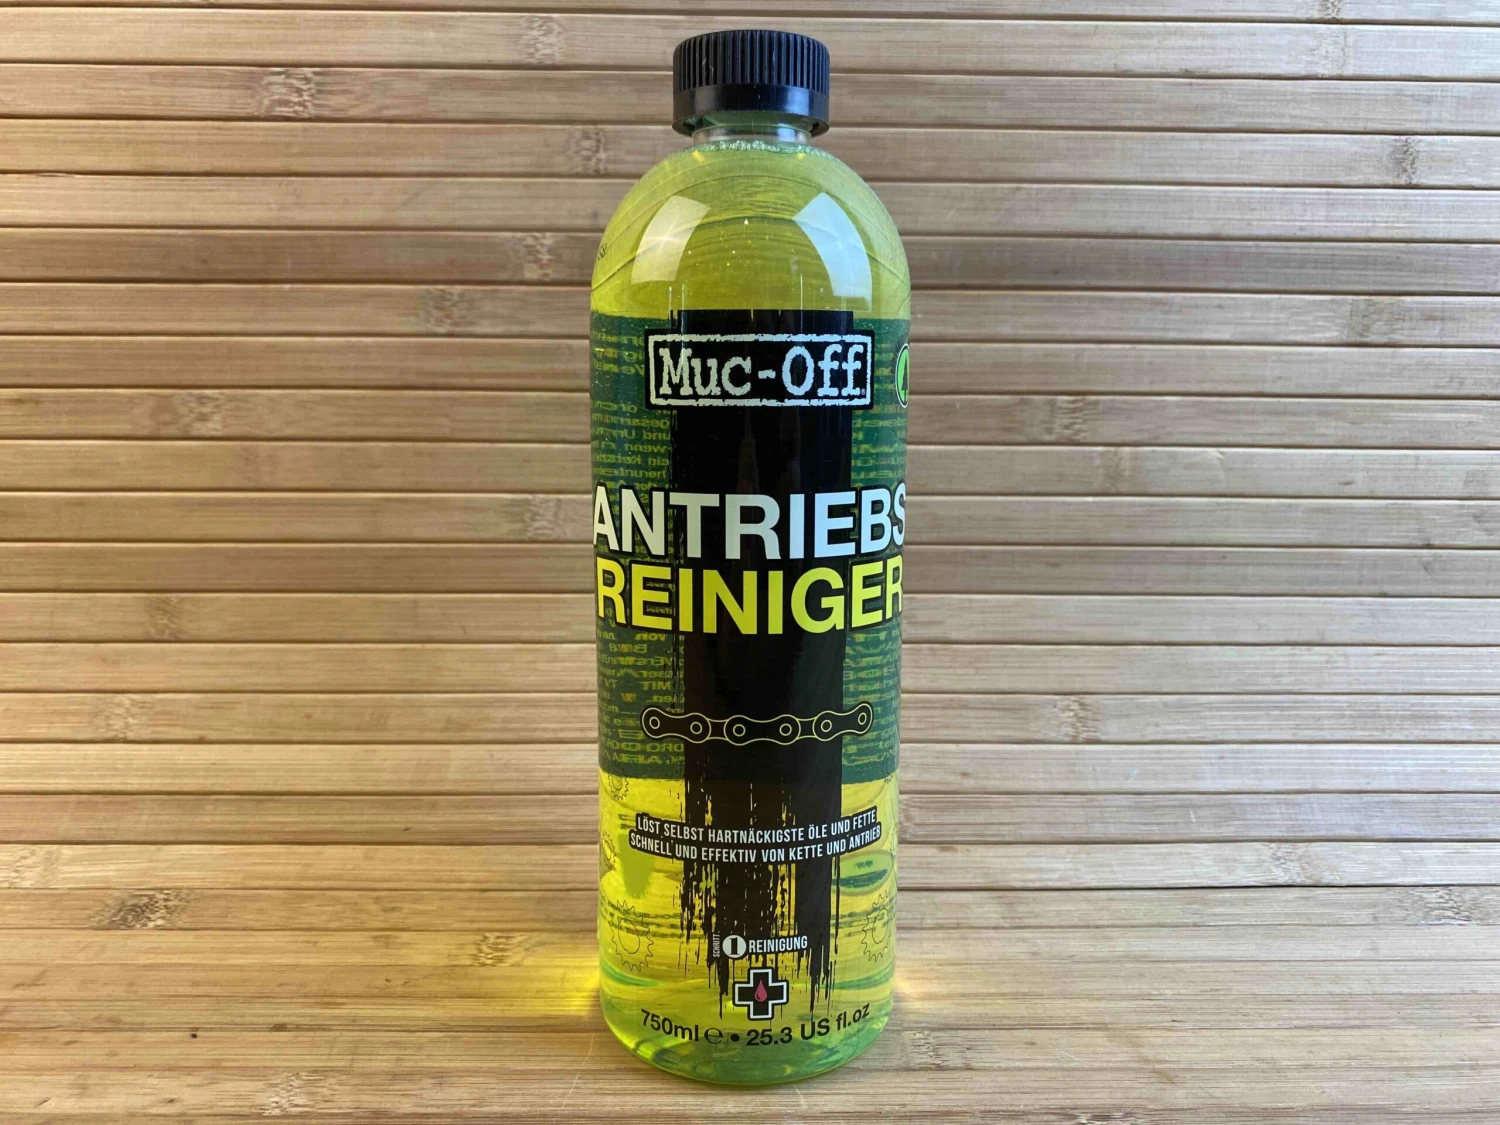 Muc-Off
ANTRIEBS
REINIGER
LÖST SELBST HARTNÄCKIGSTE ÖLE UND FETTE
SCHNELL UND EFFEKTIV VON KETTE UND ANTRIEB
SCHRITT 1 REINIGUNG
750ml ℮ • 25.3 US fl.oz